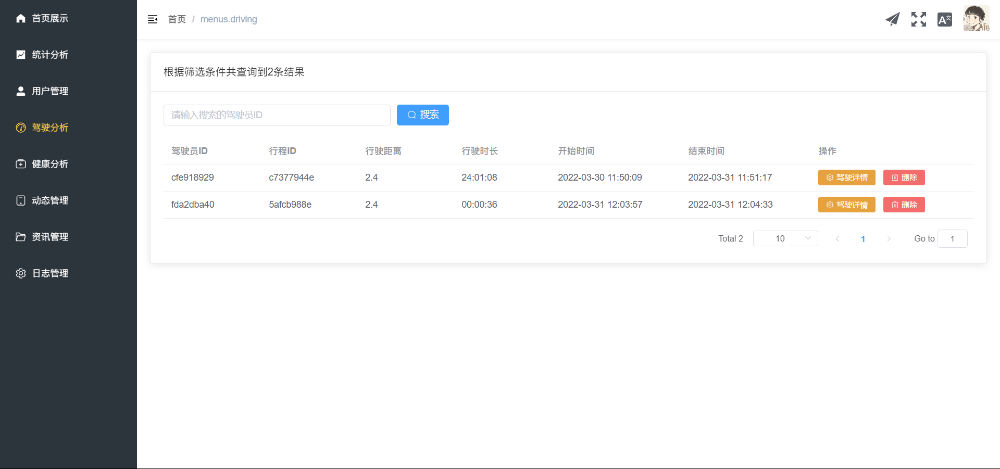 首页展示
统计分析
用户管理
驾驶分析
健康分析
动态管理
资讯管理
日志管理
首页 / menus.driving
A文
根据筛选条件共查询到2条结果
请输入搜索的驾驶员ID 搜索
驾驶员ID 行程ID 行驶距离 行驶时长 开始时间 结束时间 操作
cfe918929 c7377944e 2.4 24:01:08 2022-03-30 11:50:09 2022-03-31 11:51:17 驾驶详情 删除
fda2dba40 5afcb988e 2.4 00:00:36 2022-03-31 12:03:57 2022-03-31 12:04:33 驾驶详情 删除
Total 2 10 1 Go to 1